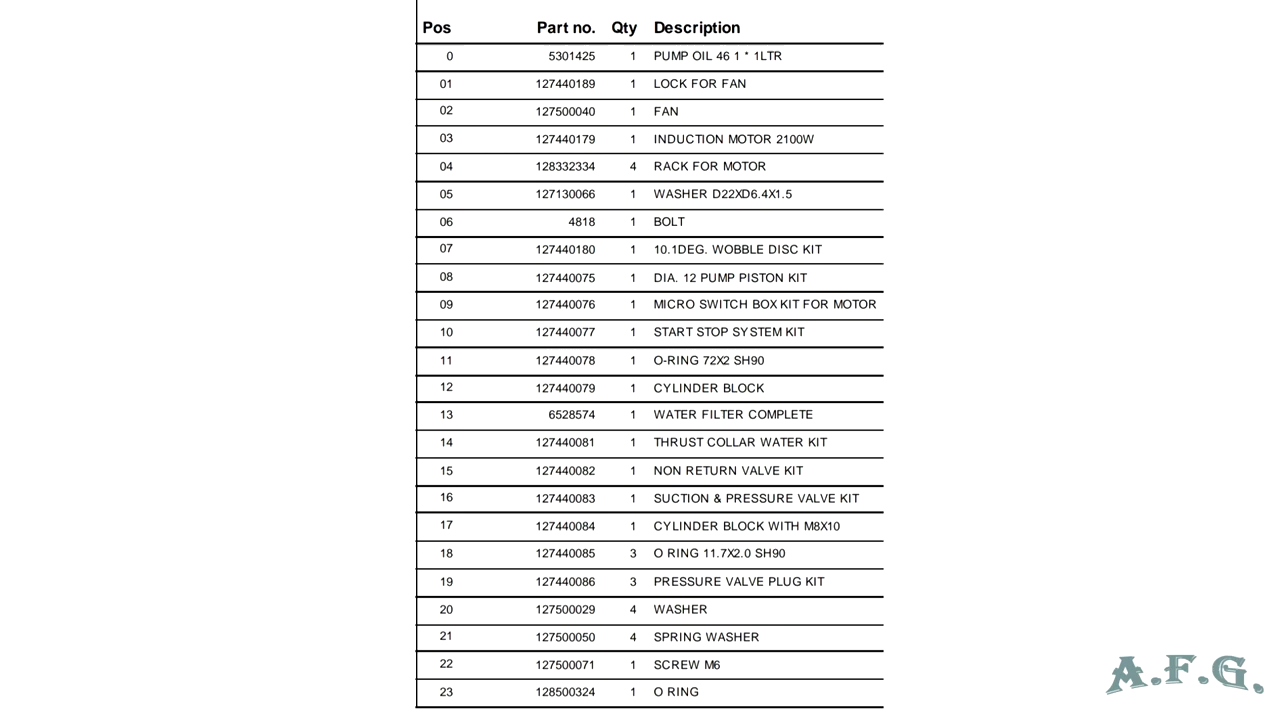 Pos Part no. Qty Description
0 5301425 1 PUMP OIL 46 1 * 1LTR
01 127440189 1 LOCK FOR FAN
02 127500040 1 FAN
03 127440179 1 INDUCTION MOTOR 2100W
04 128332334 4 RACK FOR MOTOR
05 127130066 1 WASHER D22XD6.4X1.5
06 4818 1 BOLT
07 127440180 1 10.1DEG. WOBBLE DISC KIT
08 127440075 1 DIA. 12 PUMP PISTON KIT
09 127440076 1 MICRO SWITCH BOX KIT FOR MOTOR
10 127440077 1 START STOP SYSTEM KIT
11 127440078 1 O-RING 72X2 SH90
12 127440079 1 CYLINDER BLOCK
13 6528574 1 WATER FILTER COMPLETE
14 127440081 1 THRUST COLLAR WATER KIT
15 127440082 1 NON RETURN VALVE KIT
16 127440083 1 SUCTION & PRESSURE VALVE KIT
17 127440084 1 CYLINDER BLOCK WITH M8X10
18 127440085 3 O RING 11.7X2.0 SH90
19 127440086 3 PRESSURE VALVE PLUG KIT
20 127500029 4 WASHER
21 127500050 4 SPRING WASHER
22 127500071 1 SCREW M6
23 128500324 1 O RING
A.F.G.